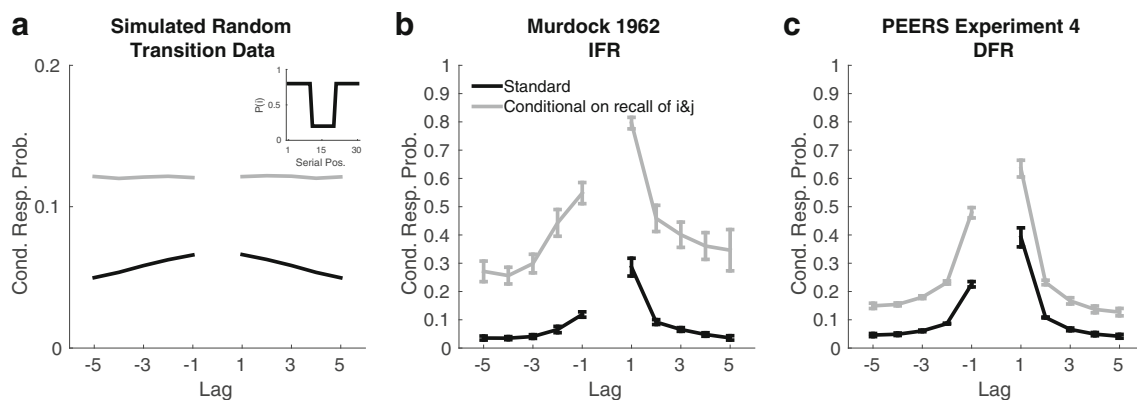 a
Simulated Random
Transition Data
0.2
0.1
0
Cond. Resp. Prob.
-5 -3 -1 1 3 5
Lag
1
0.5
0
P(i)
1 15 30
Serial Pos.
b
Murdock 1962
IFR
Standard
Conditional on recall of i&j
1
0.9
0.8
0.7
0.6
0.5
0.4
0.3
0.2
0.1
0
Cond. Resp. Prob.
-5 -3 -1 1 3 5
Lag
c
PEERS Experiment 4
DFR
1
0.9
0.8
0.7
0.6
0.5
0.4
0.3
0.2
0.1
0
Cond. Resp. Prob.
-5 -3 -1 1 3 5
Lag